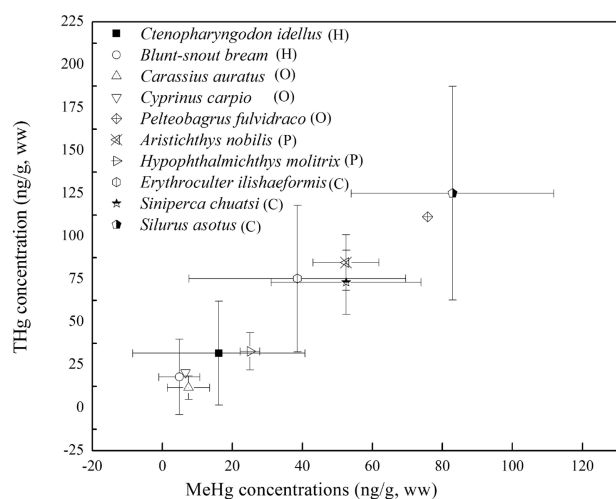 225
175
150
125
100
75
50
25
0
-25
THg concentration (ng/g, ww)
Ctenopharyngodon idellus (H)
Blunt-snout bream (H)
Carassius auratus (O)
Cyprinus carpio (O)
Pelteobagrus fulvidraco (O)
Aristichthys nobilis (P)
Hypophthalmichthys molitrix (P)
Erythroculter ilishaeformis (C)
Siniperca chuatsi (C)
Silurus asotus (C)
-20 0 20 40 60 80 100 120
MeHg concentrations (ng/g, ww)